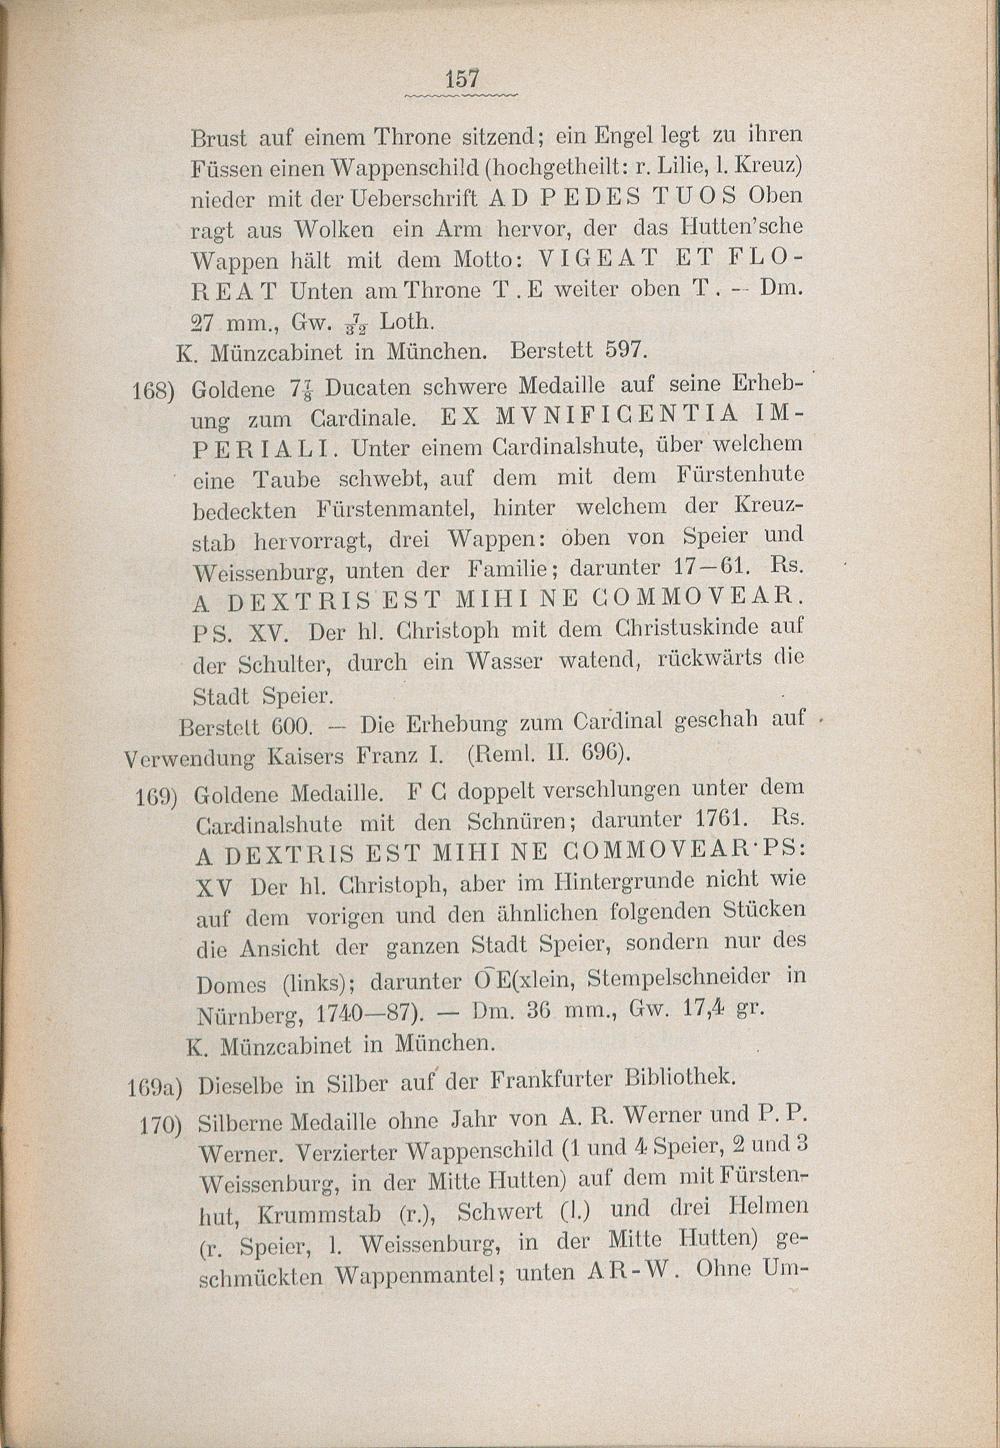 157
Brust auf einem Throne sitzend; ein Engel legt zu ihren
Füssen einen Wappenschild (hochgetheilt: r. Lilie, l. Kreuz)
nieder mit der Ueberschrift AD PEDES TUOS Oben
ragt aus Wolken ein Arm hervor, der das Hutten'sche
Wappen hält mit dem Motto: VIGEAT ET FLO-
REAT Unten am Throne T.E weiter oben T. — Dm.
27 mm., Gw. 7/32 Loth.
K. Münzcabinet in München. Berstett 597.
168) Goldene 7⅞ Ducaten schwere Medaille auf seine Erheb-
ung zum Cardinale. EX MVNIFICENTIA IM-
PERIALI. Unter einem Cardinalshute, über welchem
eine Taube schwebt, auf dem mit dem Fürstenhute
bedeckten Fürstenmantel, hinter welchem der Kreuz-
stab hervorragt, drei Wappen: oben von Speier und
Weissenburg, unten der Familie; darunter 17—61. Rs.
A DEXTRIS EST MIHI NE COMMOVEAR.
PS. XV. Der hl. Christoph mit dem Christuskinde auf
der Schulter, durch ein Wasser watend, rückwärts die
Stadt Speier.
Berstett 600. — Die Erhebung zum Cardinal geschah auf
Verwendung Kaisers Franz I. (Reml. II. 696).
169) Goldene Medaille. F C doppelt verschlungen unter dem
Cardinalshute mit den Schnüren; darunter 1761. Rs.
A DEXTRIS EST MIHI NE COMMOVEAR·PS:
XV Der hl. Christoph, aber im Hintergrunde nicht wie
auf dem vorigen und den ähnlichen folgenden Stücken
die Ansicht der ganzen Stadt Speier, sondern nur des
Domes (links); darunter O͞E(xlein, Stempelschneider in
Nürnberg, 1740—87). — Dm. 36 mm., Gw. 17,4 gr.
K. Münzcabinet in München.
169a) Dieselbe in Silber auf der Frankfurter Bibliothek.
170) Silberne Medaille ohne Jahr von A. R. Werner und P. P.
Werner. Verzierter Wappenschild (1 und 4 Speier, 2 und 3
Weissenburg, in der Mitte Hutten) auf dem mit Fürsten-
hut, Krummstab (r.), Schwert (l.) und drei Helmen
(r. Speier, l. Weissenburg, in der Mitte Hutten) ge-
schmückten Wappenmantel; unten AR-W. Ohne Um-